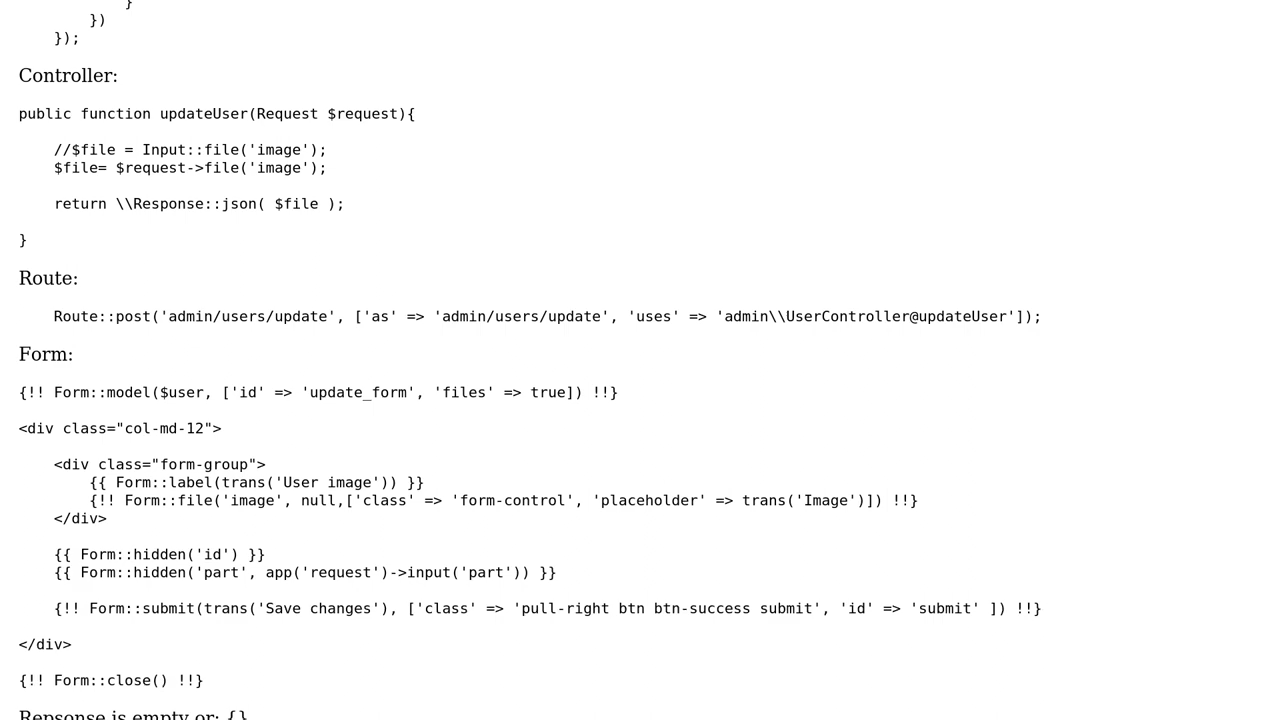 }
})
});
Controller:
public function updateUser(Request $request){
//$file = Input::file('image');
$file= $request->file('image');
return \\Response::json( $file );
}
Route:
Route::post('admin/users/update', ['as' => 'admin/users/update', 'uses' => 'admin\\UserController@updateUser']);
Form:
{!! Form::model($user, ['id' => 'update_form', 'files' => true]) !!}
<div class="col-md-12">
<div class="form-group">
{{ Form::label(trans('User image')) }}
{!! Form::file('image', null,['class' => 'form-control', 'placeholder' => trans('Image')]) !!}
</div>
{{ Form::hidden('id') }}
{{ Form::hidden('part', app('request')->input('part')) }}
{!! Form::submit(trans('Save changes'), ['class' => 'pull-right btn btn-success submit', 'id' => 'submit' ]) !!}
</div>
{!! Form::close() !!}
Repsonse is empty or: {}